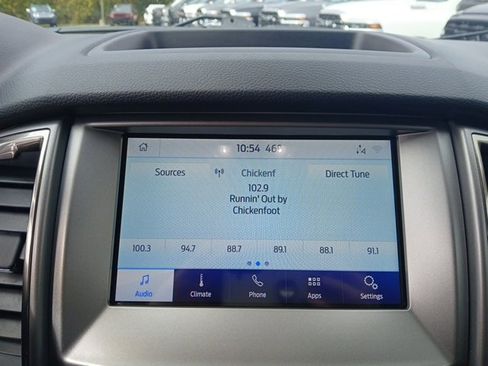 10:54 46°
Sources Chickenf Direct Tune
102.9
Runnin' Out by
Chickenfoot
100.3 94.7 88.7 89.1 88.1 91.1
Audio Climate Phone Apps Settings